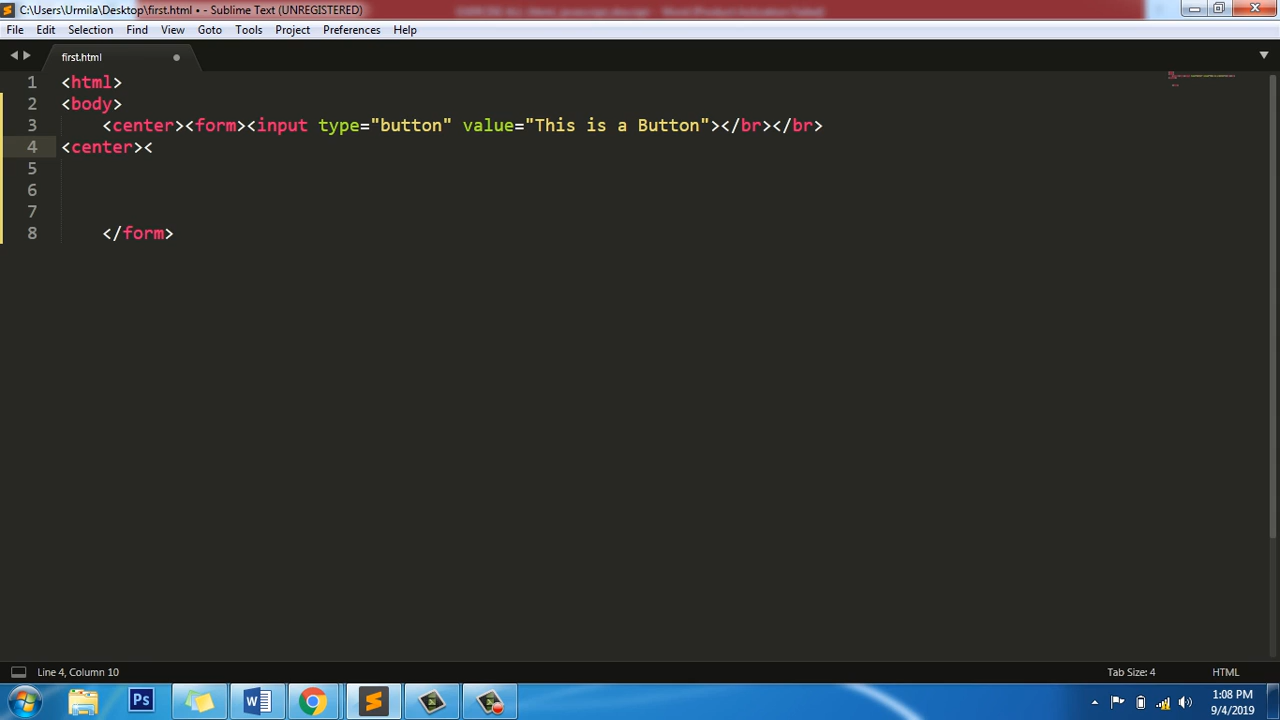 C:\Users\Urmila\Desktop\first.html • - Sublime Text (UNREGISTERED)
File Edit Selection Find View Goto Tools Project Preferences Help
first.html
1 <html>
2 <body>
3 <center><form><input type="button" value="This is a Button"></br></br>
4 <center><
5
6
7
8 </form>
Line 4, Column 10
Tab Size: 4
HTML
Ps
W
1:08 PM
9/4/2019